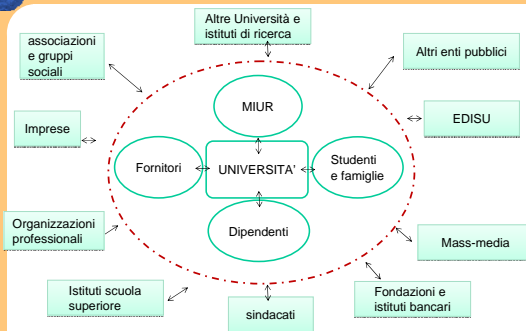 Altre Università e
istituti di ricerca
associazioni
e gruppi
sociali
Altri enti pubblici
MIUR
Imprese
EDISU
Fornitori
UNIVERSITA'
Studenti
e famiglie
Organizzazioni
professionali
Dipendenti
Mass-media
Istituti scuola
superiore
sindacati
Fondazioni e
istituti bancari